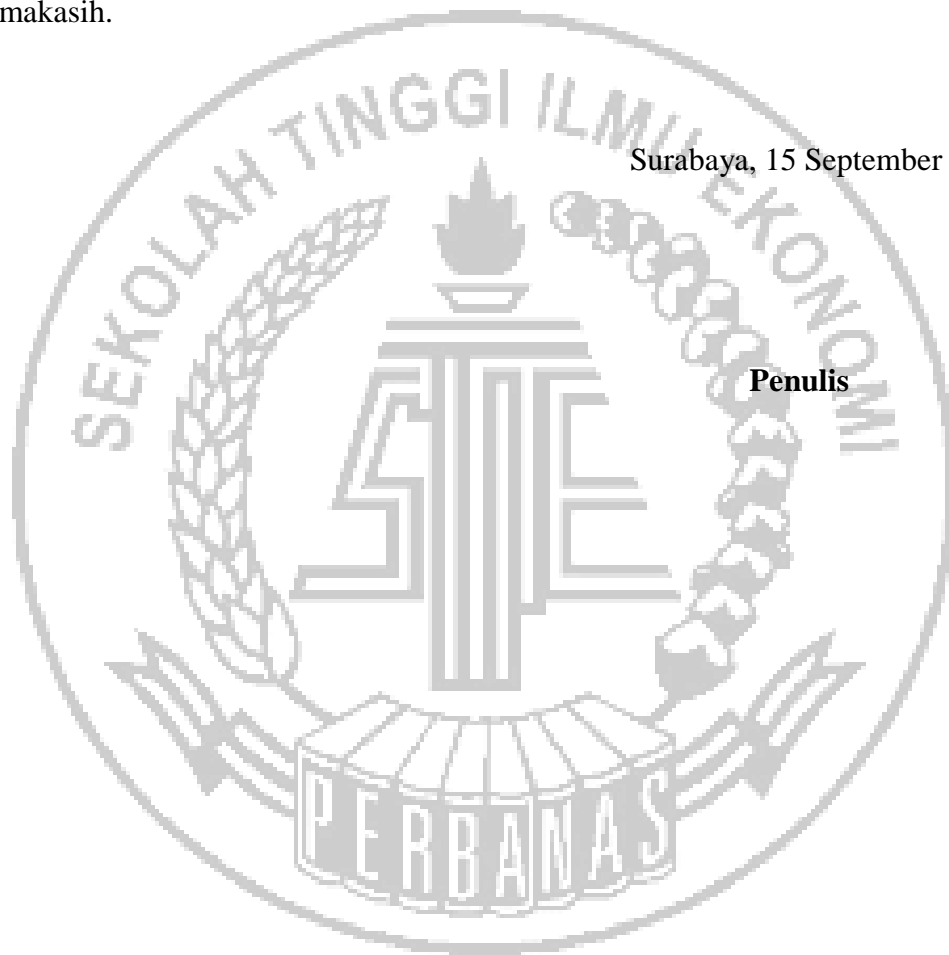 makasih.
SEKOLAH TINGGI ILMU EKONOMI
Surabaya, 15 September
Penulis
STIE
PERBANAS